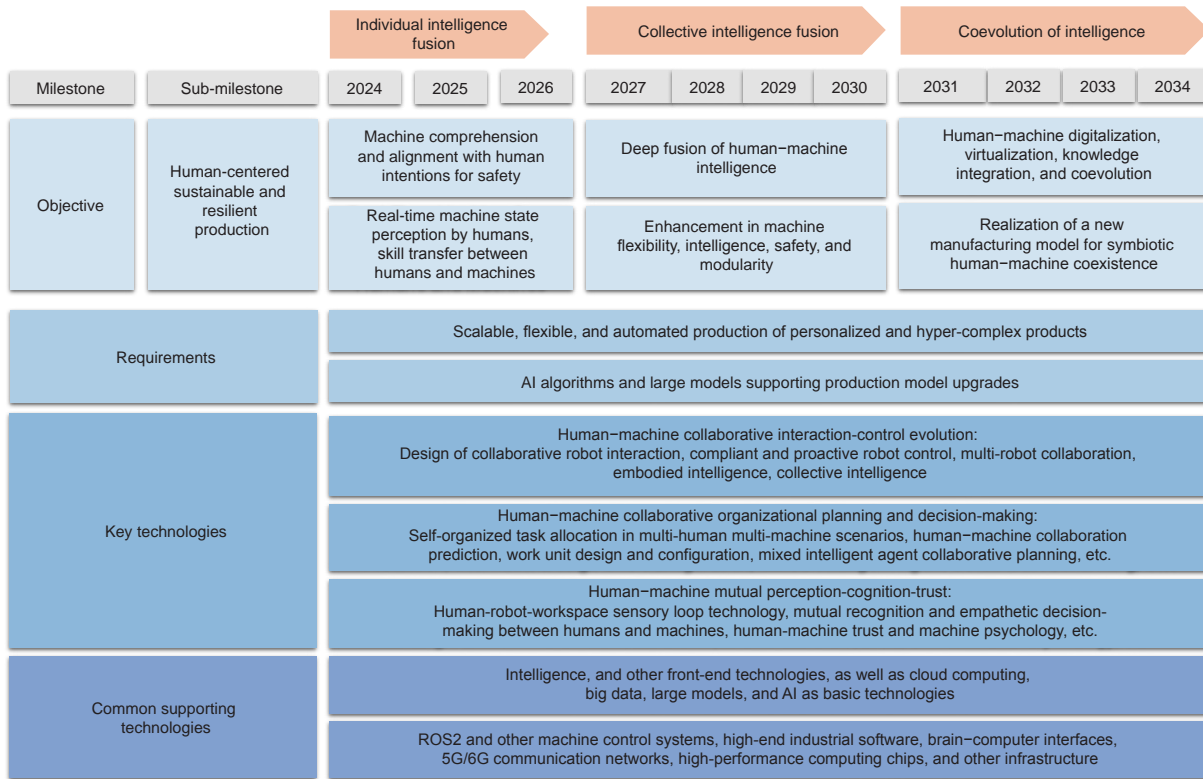 Individual intelligence
fusion
Collective intelligence fusion
Coevolution of intelligence
Milestone
Sub-milestone
2024
2025
2026
2027
2028
2029
2030
2031
2032
2033
2034
Objective
Human-centered
sustainable and
resilient
production
Machine comprehension
and alignment with human
intentions for safety
Deep fusion of human−machine
intelligence
Human−machine digitalization,
virtualization, knowledge
integration, and coevolution
Real-time machine state
perception by humans,
skill transfer between
humans and machines
Enhancement in machine
flexibility, intelligence, safety, and
modularity
Realization of a new
manufacturing model for symbiotic
human−machine coexistence
Requirements
Scalable, flexible, and automated production of personalized and hyper-complex products
AI algorithms and large models supporting production model upgrades
Key technologies
Human−machine collaborative interaction-control evolution:
Design of collaborative robot interaction, compliant and proactive robot control, multi-robot collaboration,
embodied intelligence, collective intelligence
Human−machine collaborative organizational planning and decision-making:
Self-organized task allocation in multi-human multi-machine scenarios, human−machine collaboration
prediction, work unit design and configuration, mixed intelligent agent collaborative planning, etc.
Human−machine mutual perception-cognition-trust:
Human-robot-workspace sensory loop technology, mutual recognition and empathetic decision-
making between humans and machines, human-machine trust and machine psychology, etc.
Common supporting
technologies
Intelligence, and other front-end technologies, as well as cloud computing,
big data, large models, and AI as basic technologies
ROS2 and other machine control systems, high-end industrial software, brain−computer interfaces,
5G/6G communication networks, high-performance computing chips, and other infrastructure